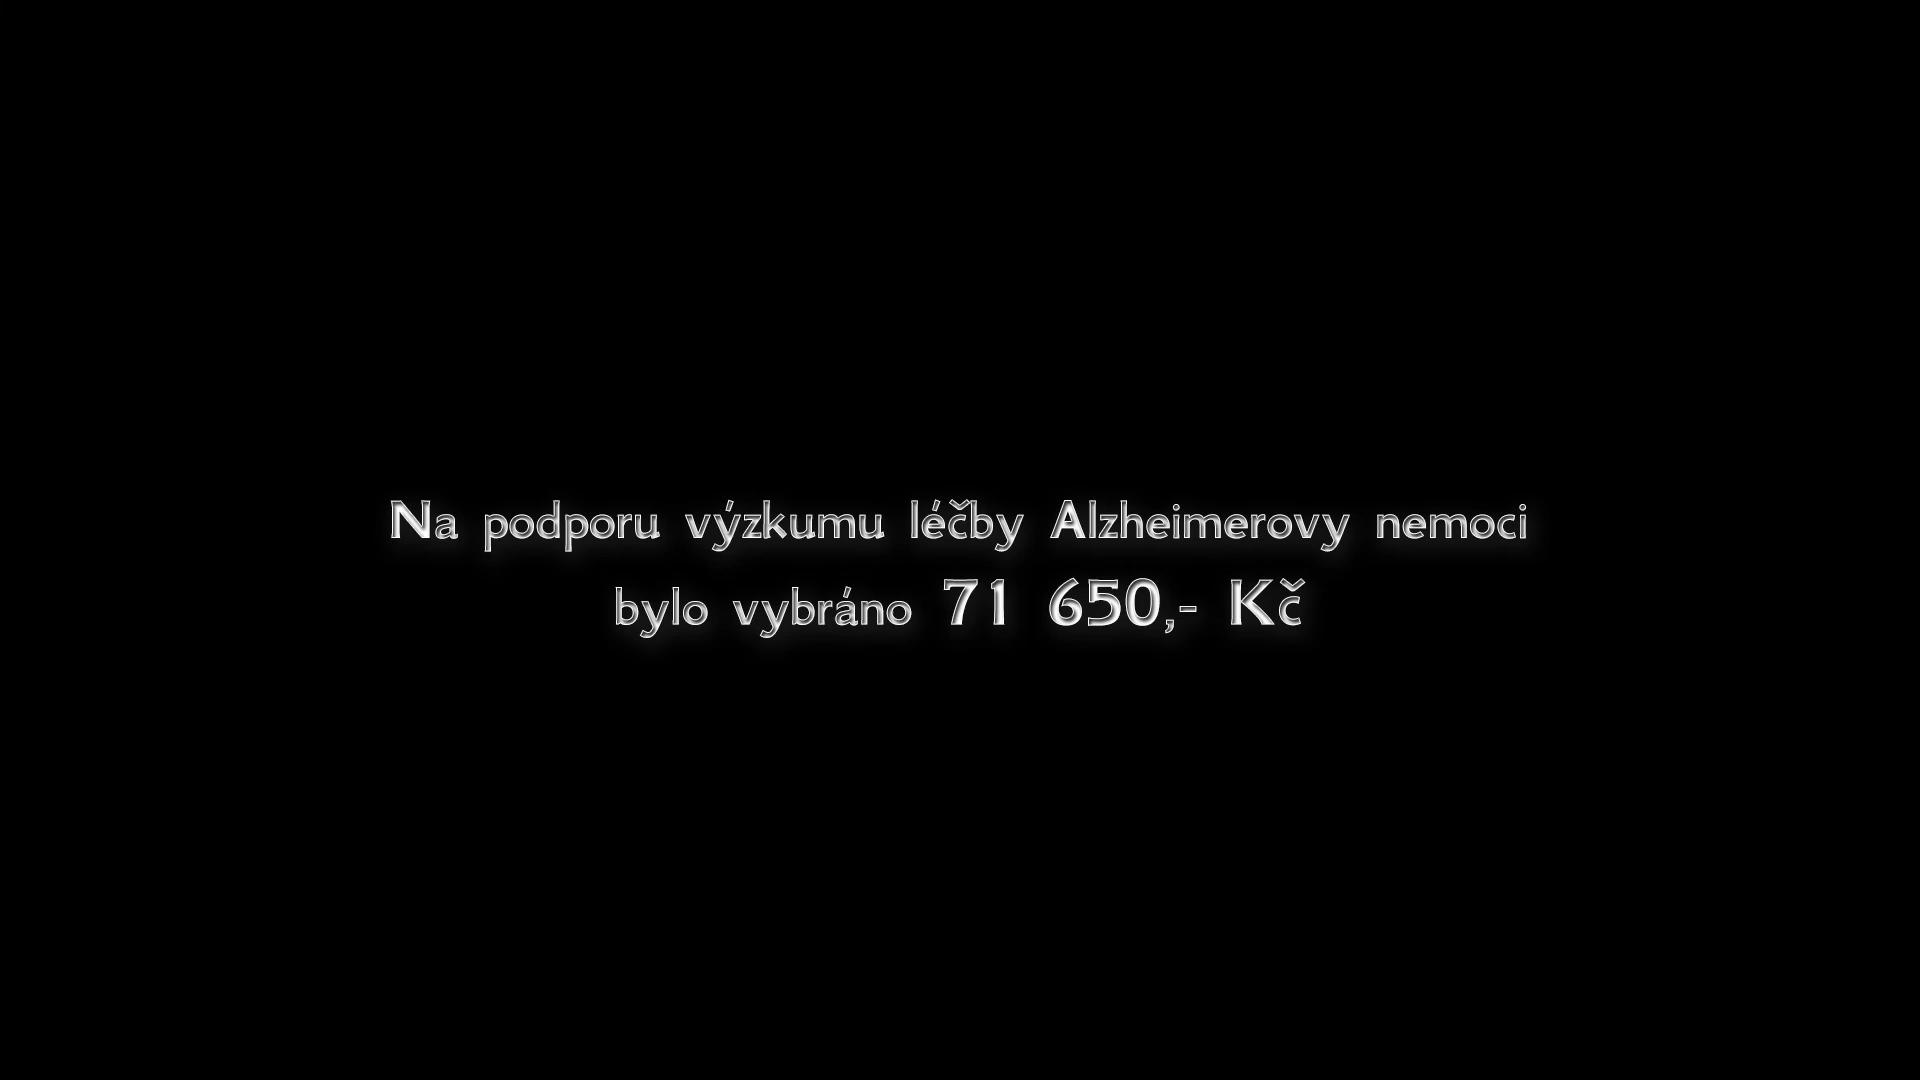 Na podporu výzkumu léčby Alzheimerovy nemoci
bylo vybráno 71 650,- Kč